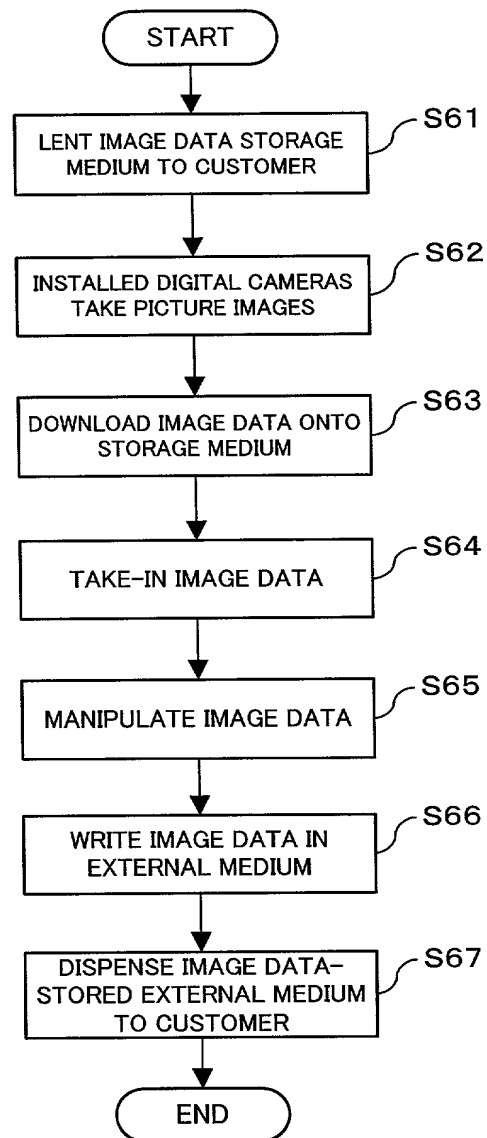 START
LENT IMAGE DATA STORAGE
MEDIUM TO CUSTOMER
S61
INSTALLED DIGITAL CAMERAS
TAKE PICTURE IMAGES
S62
DOWNLOAD IMAGE DATA ONTO
STORAGE MEDIUM
S63
TAKE-IN IMAGE DATA
S64
MANIPULATE IMAGE DATA
S65
WRITE IMAGE DATA IN
EXTERNAL MEDIUM
S66
DISPENSE IMAGE DATA-
STORED EXTERNAL MEDIUM
TO CUSTOMER
S67
END